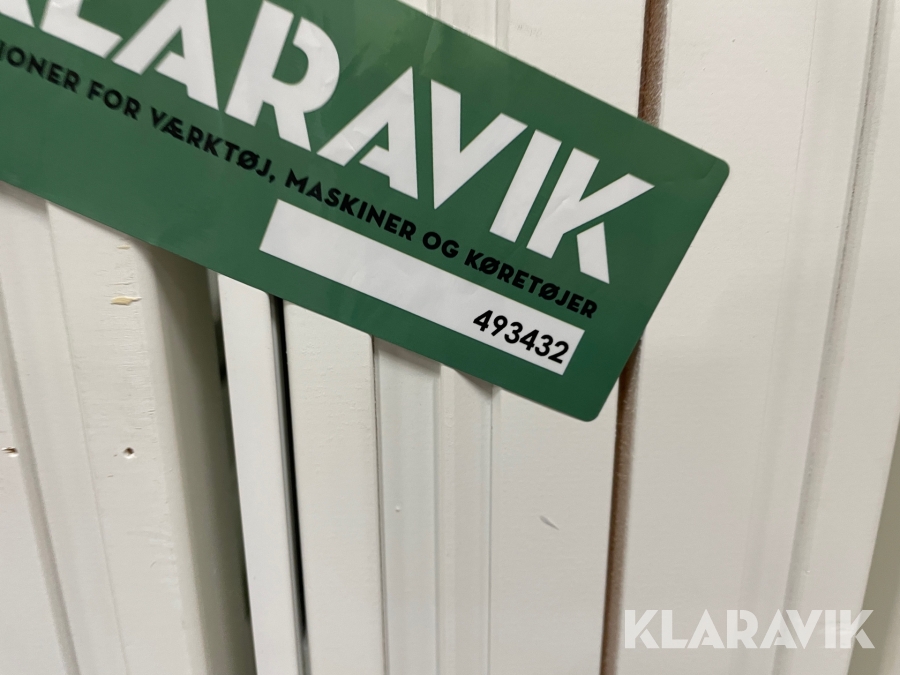 KLARAVIK
IONER FOR VÆRKTØJ, MASKINER OG KØRETØJER
493432
KLARAVIK